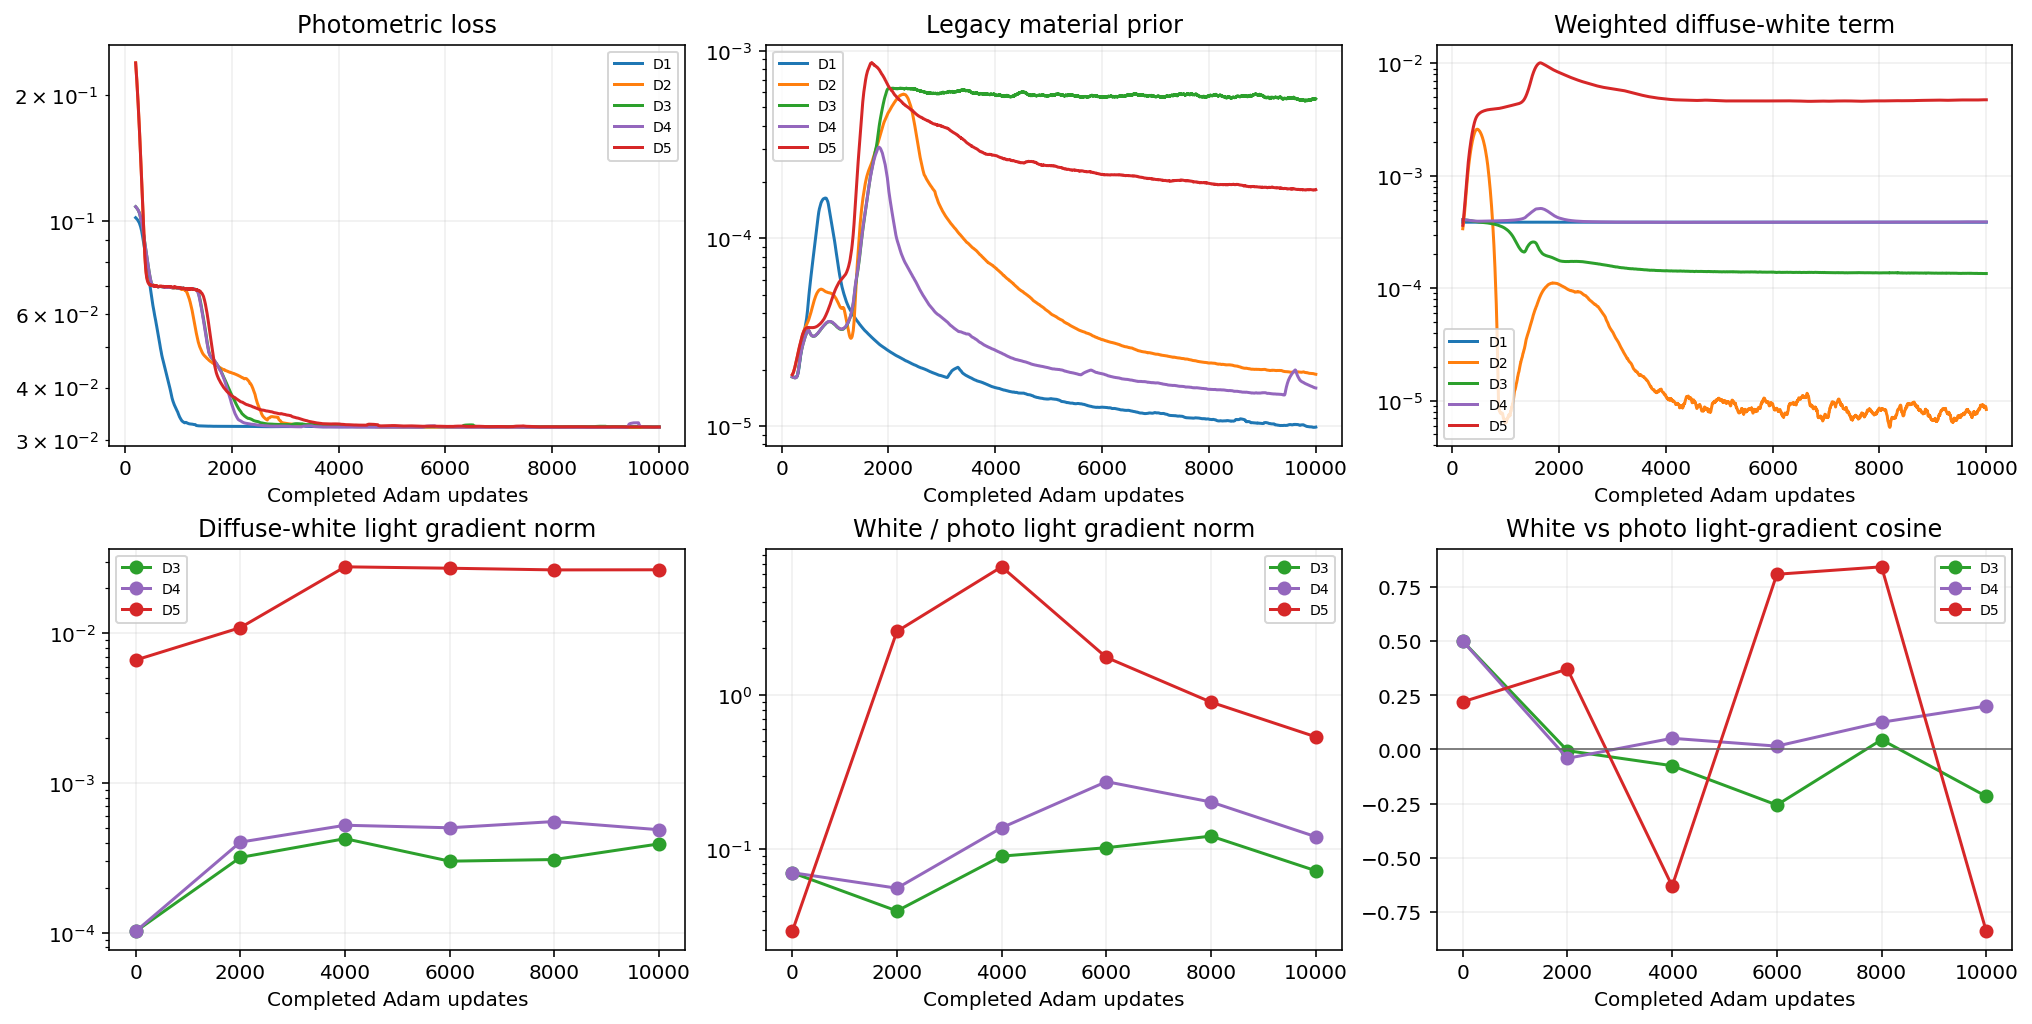 Photometric loss
2 × 10⁻¹
10⁻¹
6 × 10⁻²
4 × 10⁻²
3 × 10⁻²
D1
D2
D3
D4
D5
0 2000 4000 6000 8000 10000
Completed Adam updates
Legacy material prior
10⁻³
10⁻⁴
10⁻⁵
D1
D2
D3
D4
D5
0 2000 4000 6000 8000 10000
Completed Adam updates
Weighted diffuse-white term
10⁻²
10⁻³
10⁻⁴
10⁻⁵
D1
D2
D3
D4
D5
0 2000 4000 6000 8000 10000
Completed Adam updates
Diffuse-white light gradient norm
10⁻²
10⁻³
10⁻⁴
D3
D4
D5
0 2000 4000 6000 8000 10000
Completed Adam updates
White / photo light gradient norm
10⁰
10⁻¹
D3
D4
D5
0 2000 4000 6000 8000 10000
Completed Adam updates
White vs photo light-gradient cosine
0.75
0.50
0.25
0.00
−0.25
−0.50
−0.75
D3
D4
D5
0 2000 4000 6000 8000 10000
Completed Adam updates